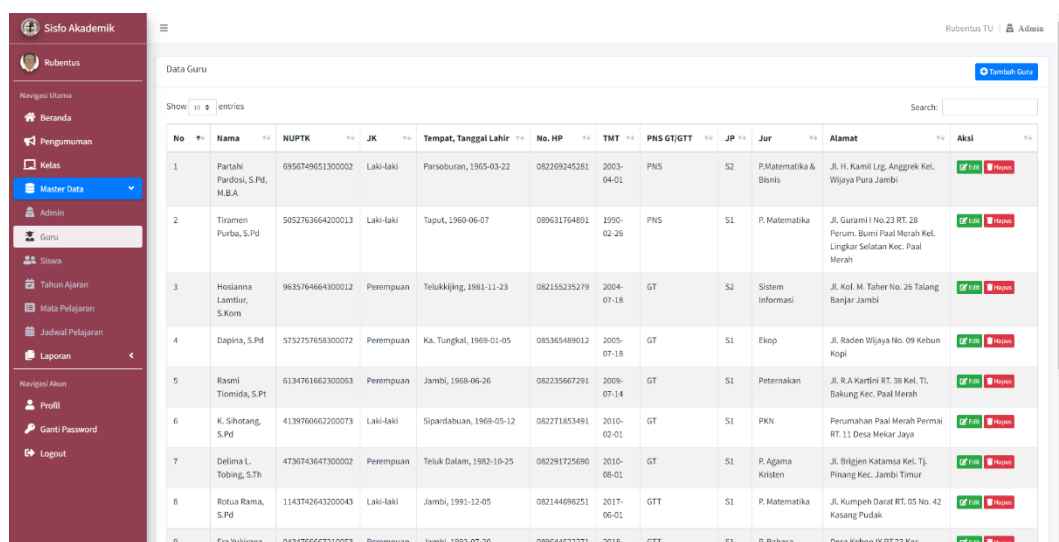 Sisfo Akademik
Rubentus TU | Admin
Rubentus
Data Guru
Tambah Guru
Navigasi Utama
Show 10 entries
Search:
Beranda
Pengumuman
Kelas
Master Data
Admin
Guru
Siswa
Tahun Ajaran
Mata Pelajaran
Jadwal Pelajaran
Laporan
Navigasi Akun
Profil
Ganti Password
Logout
No Nama NUPTK JK Tempat, Tanggal Lahir No. HP TMT PNS GT/GTT JP Jur Alamat Aksi
1 Partahi 6956749651300002 Laki-laki Parsoburan, 1965-03-22 082269245281 2003- PNS S2 P.Matematika & Jl. H. Kamil Lrg. Anggrek Kel. Edit Hapus
Pardosi, S.Pd, 04-01 Bisnis Wijaya Pura Jambi
M.B.A
2 Tiramen 5052763664200013 Laki-laki Taput, 1960-06-07 089631764891 1990- PNS S1 P. Matematika Jl. Gurami I No.23 RT. 28 Edit Hapus
Purba, S.Pd 02-26 Perum. Bumi Paal Merah Kel.
Lingkar Selatan Kec. Paal
Merah
3 Hosianna 9635764664300012 Perempuan Telukkijing, 1981-11-23 082155235279 2004- GT S2 Sistem Jl. Kol. M. Taher No. 26 Talang Edit Hapus
Lamtiur, 07-18 Informasi Banjar Jambi
S.Kom
4 Dapina, S.Pd 5752757658300072 Perempuan Ka. Tungkal, 1969-01-05 085365489012 2005- GT S1 Ekop Jl. Raden Wijaya No. 09 Kebun Edit Hapus
07-18 Kopi
5 Rasmi 6134761662300063 Perempuan Jambi, 1968-06-26 082235667291 2009- GT S1 Peternakan Jl. R.A Kartini RT. 38 Kel. Tl. Edit Hapus
Tiomida, S.Pt 07-14 Bakung Kec. Paal Merah
6 K. Sihotang, 4139760662200073 Laki-laki Sipardabuan, 1969-05-12 082271853491 2010- GT S1 PKN Perumahan Paal Merah Permai Edit Hapus
S.Pd 02-01 RT. 11 Desa Mekar Jaya
7 Delima L. 4736743647300002 Perempuan Teluk Dalam, 1982-10-25 082291725690 2010- GT S1 P. Agama Jl. Brigjen Katamsa Kel. Tj. Edit Hapus
Tobing, S.Th 08-01 Kristen Pinang Kec. Jambi Timur
8 Rotua Rama, 1143742643200043 Laki-laki Jambi, 1991-12-05 082144698251 2017- GTT S1 P. Matematika Jl. Kumpeh Darat RT. 05 No. 42 Edit Hapus
S.Pd 06-01 Kasang Pudak